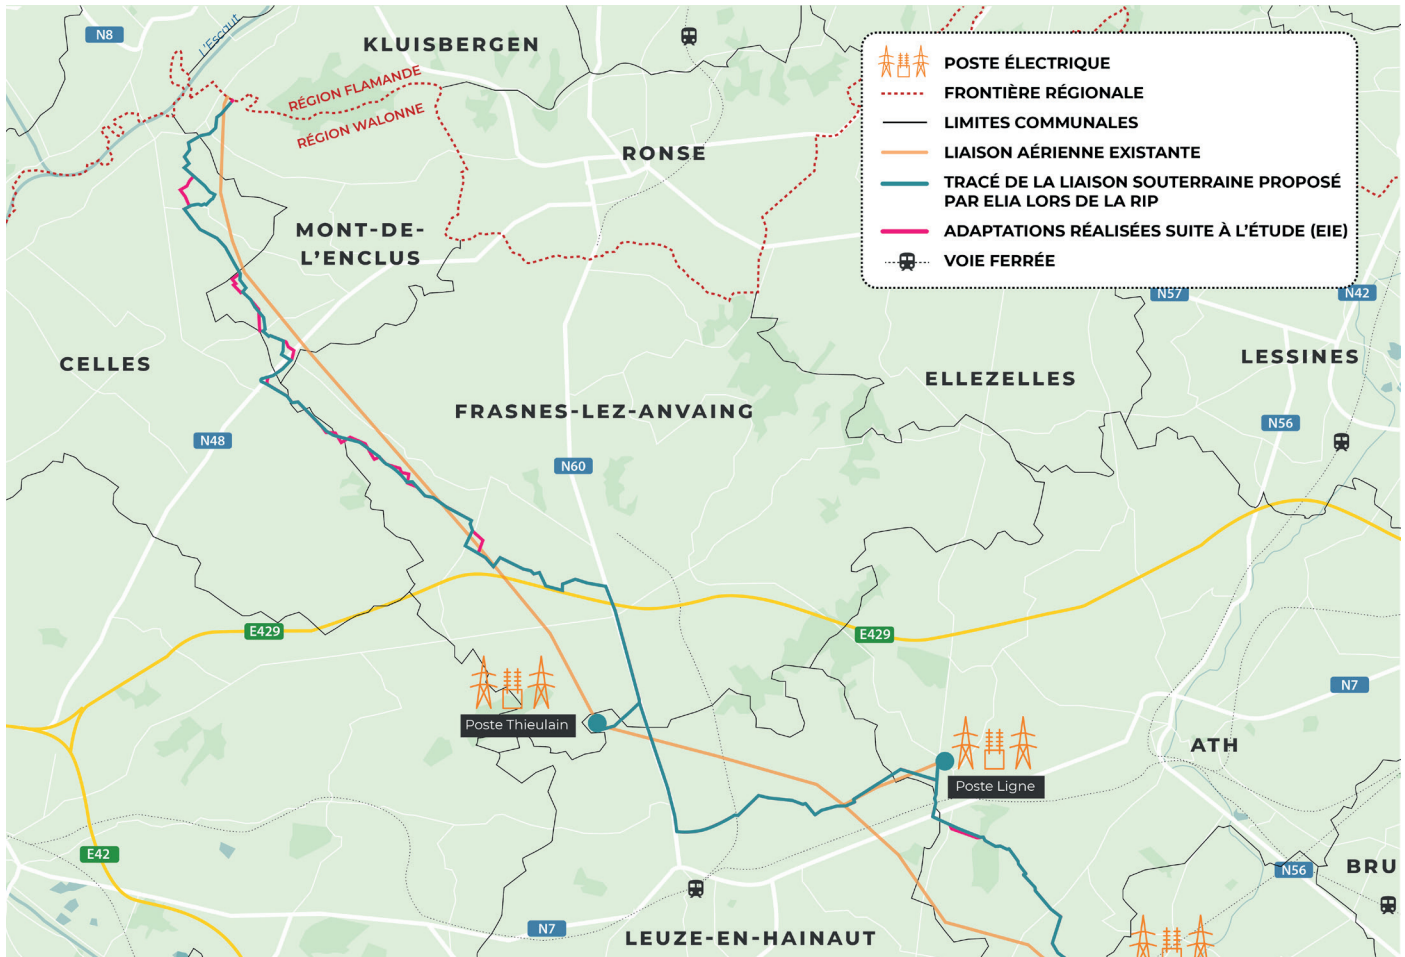 N8
L'Escaut
KLUISBERGEN
RÉGION FLAMANDE
RÉGION WALONNE
RONSE
POSTE ÉLECTRIQUE
FRONTIÈRE RÉGIONALE
LIMITES COMMUNALES
LIAISON AÉRIENNE EXISTANTE
TRACÉ DE LA LIAISON SOUTERRAINE PROPOSÉ
PAR ELIA LORS DE LA RIP
ADAPTATIONS RÉALISÉES SUITE À L'ÉTUDE (EIE)
VOIE FERRÉE
MONT-DE-
L'ENCLUS
N57
N42
CELLES
LESSINES
ELLEZELLES
FRASNES-LEZ-ANVAING
N56
N48
N60
E429
E429
N7
Poste Thieulain
ATH
Poste Ligne
E42
N56
BRU
N7
LEUZE-EN-HAINAUT